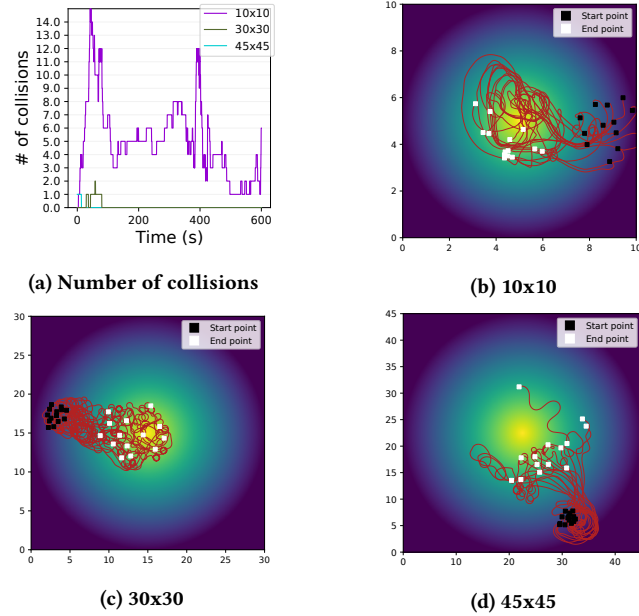 10x10
30x30
45x45
# of collisions
14.0
13.0
12.0
11.0
10.0
9.0
8.0
7.0
6.0
5.0
4.0
3.0
2.0
1.0
0.0
0 200 400 600
Time (s)
(a) Number of collisions
Start point
End point
10
8
6
4
2
0
0 2 4 6 8 10
(b) 10x10
Start point
End point
30
25
20
15
10
5
0
0 5 10 15 20 25 30
(c) 30x30
Start point
End point
45
40
35
30
25
20
15
10
5
0
0 10 20 30 40
(d) 45x45